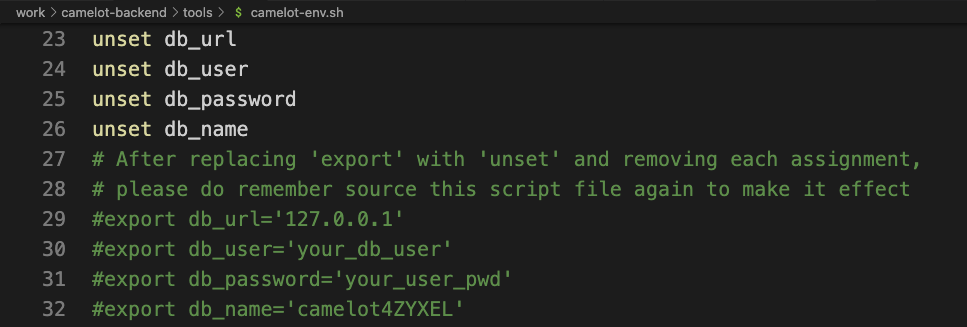 work > camelot-backend > tools > $ camelot-env.sh
23 unset db_url
24 unset db_user
25 unset db_password
26 unset db_name
27 # After replacing 'export' with 'unset' and removing each assignment,
28 # please do remember source this script file again to make it effect
29 #export db_url='127.0.0.1'
30 #export db_user='your_db_user'
31 #export db_password='your_user_pwd'
32 #export db_name='camelot4ZYXEL'